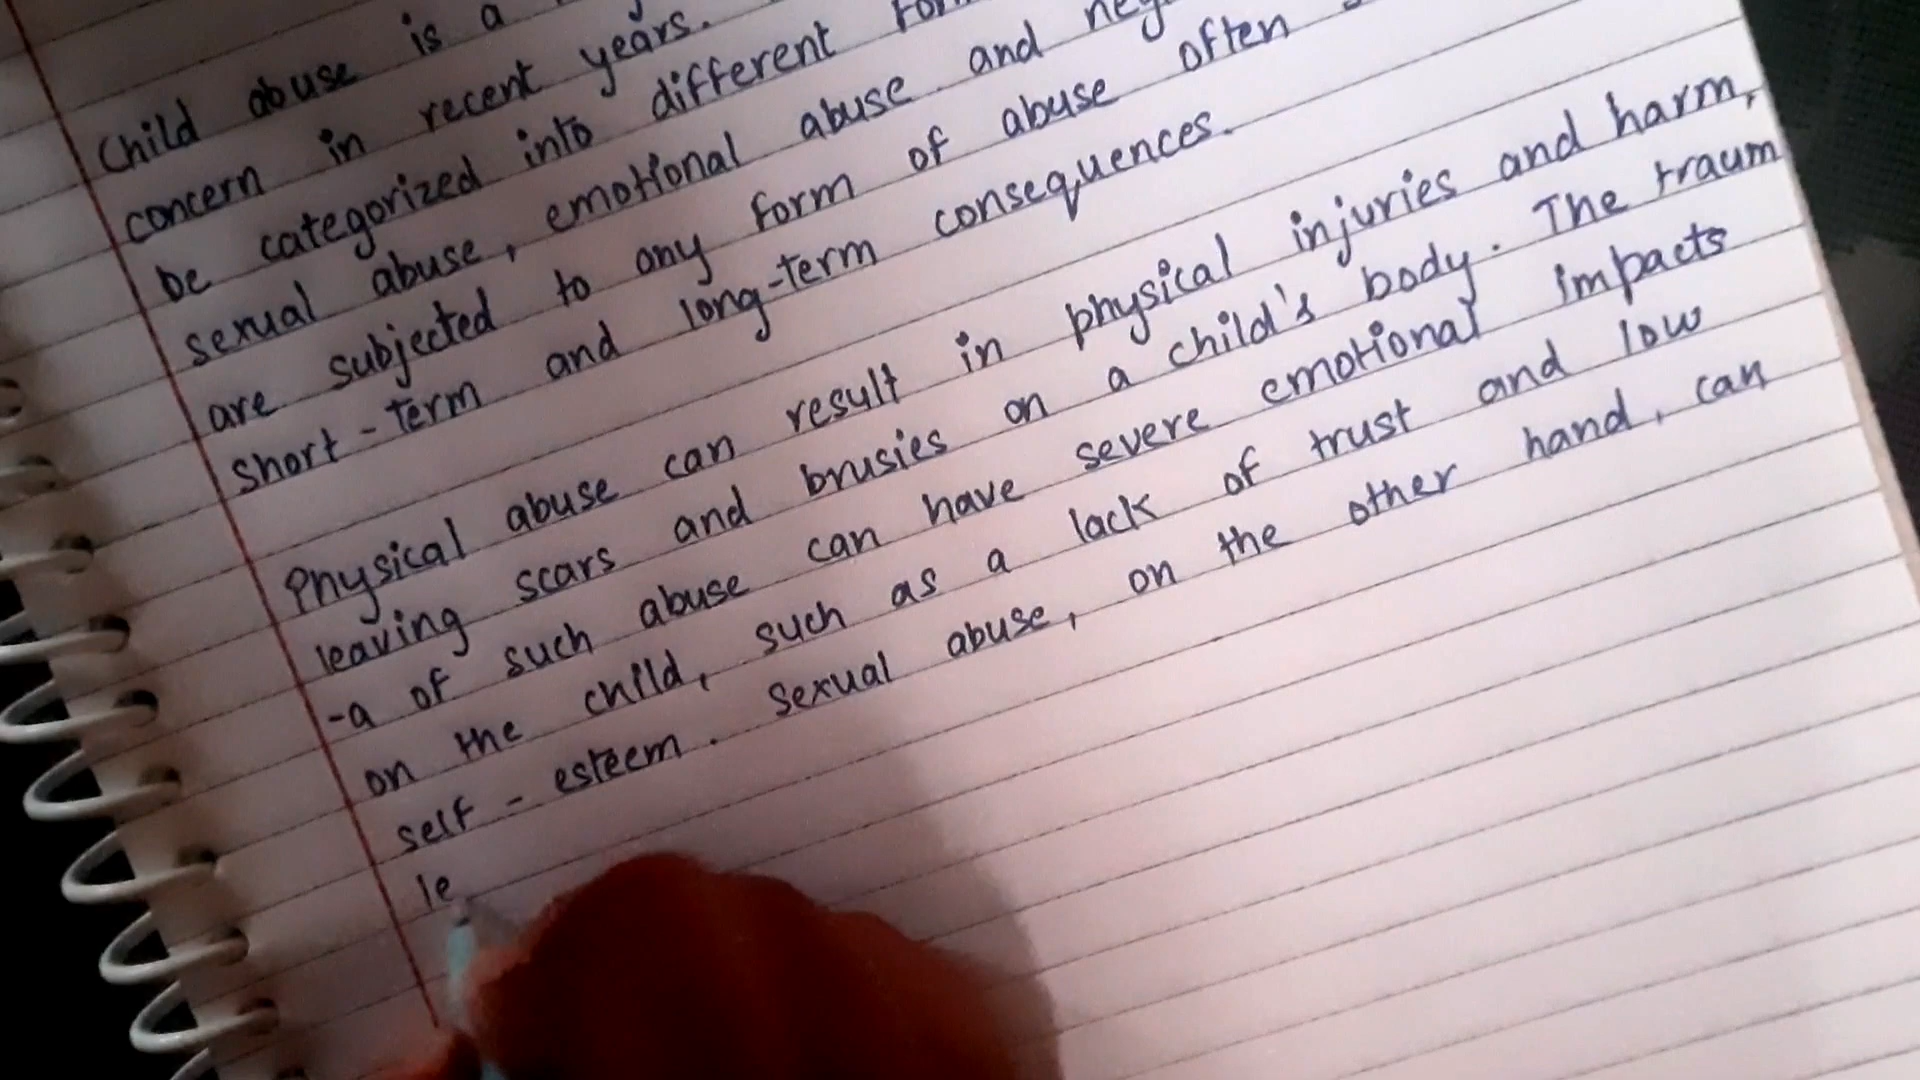 Child abuse is a
concern in recent years.
be categorized into different
sexual abuse, emotional abuse and
are subjected to any form of abuse often
short-term and long-term consequences.
Physical abuse can result in physical injuries and harm,
leaving scars and brusies on a child's body. The traum
-a of such abuse can have severe emotional impacts
on the child, such as a lack of trust and low
self-esteem. Sexual abuse, on the other hand, can
le